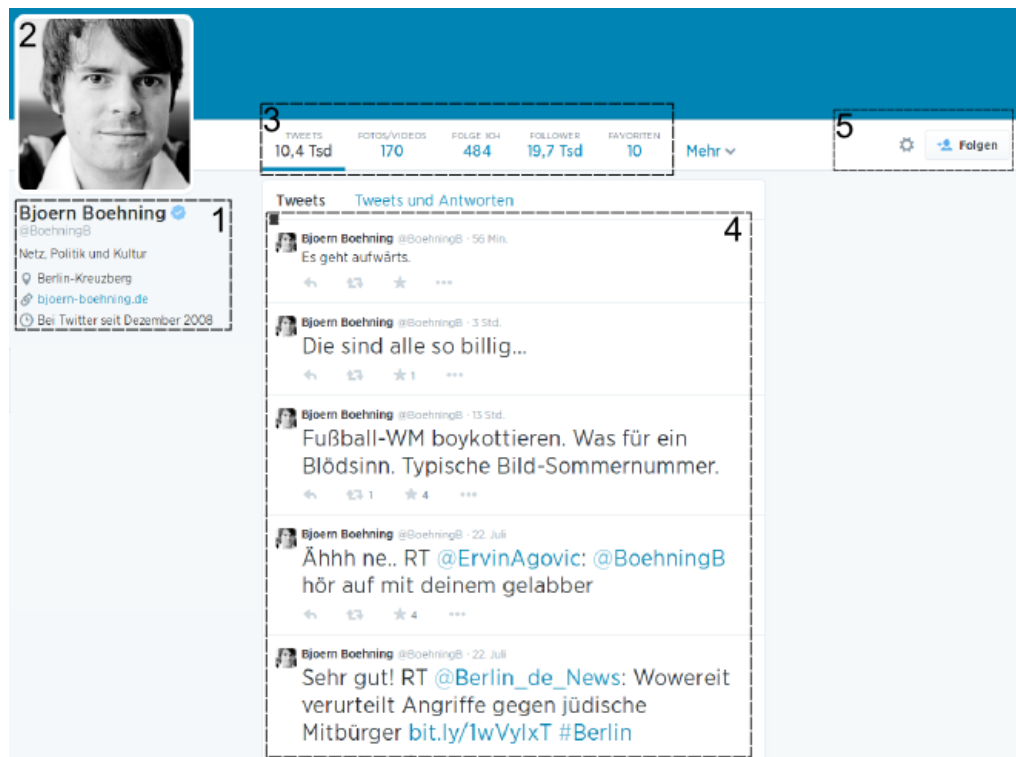 2
3
TWEETS FOTOS/VIDEOS FOLGE ICH FOLLOWER FAVORITEN
10,4 Tsd 170 484 19,7 Tsd 10 Mehr
5
Folgen
Bjoern Boehning 1
@BoehningB
Netz, Politik und Kultur
Berlin-Kreuzberg
bjoern-boehning.de
Bei Twitter seit Dezember 2008
Tweets Tweets und Antworten
4
Bjoern Boehning @BoehningB · 56 Min.
Es geht aufwärts.
Bjoern Boehning @BoehningB · 3 Std.
Die sind alle so billig...
1
Bjoern Boehning @BoehningB · 13 Std.
Fußball-WM boykottieren. Was für ein
Blödsinn. Typische Bild-Sommernummer.
1 4
Bjoern Boehning @BoehningB · 22. Juli
Ähhh ne.. RT @ErvinAgovic: @BoehningB
hör auf mit deinem gelabber
4
Bjoern Boehning @BoehningB · 22. Juli
Sehr gut! RT @Berlin_de_News: Wowereit
verurteilt Angriffe gegen jüdische
Mitbürger bit.ly/1wVylxT #Berlin